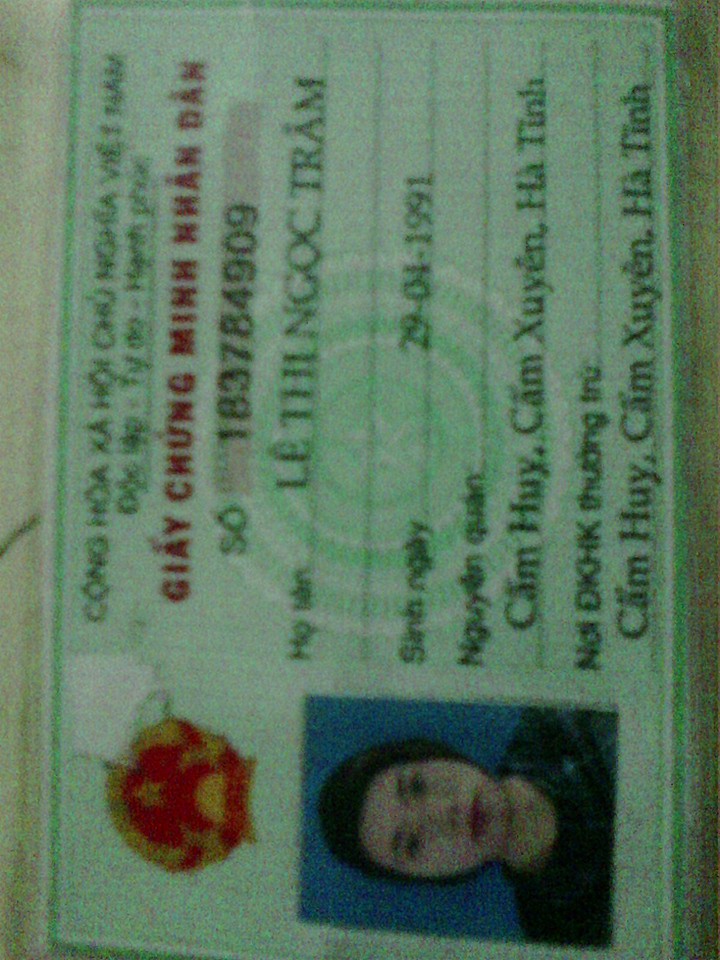 CỘNG HÒA XÃ HỘI CHỦ NGHĨA VIỆT NAM
Độc lập - Tự do - Hạnh phúc
GIẤY CHỨNG MINH NHÂN DÂN
SỐ 183784909
Họ tên LÊ THỊ NGỌC TRÂM
Sinh ngày 29-01-1991
Nguyên quán
Cẩm Huy, Cẩm Xuyên, Hà Tĩnh
Nơi ĐKHK thường trú
Cẩm Huy, Cẩm Xuyên, Hà Tĩnh